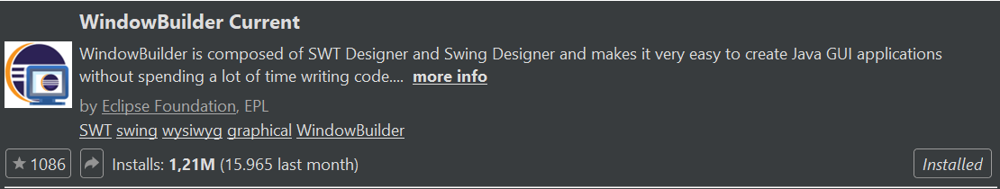 WindowBuilder Current
WindowBuilder is composed of SWT Designer and Swing Designer and makes it very easy to create Java GUI applications
without spending a lot of time writing code.... more info
by Eclipse Foundation, EPL
SWT swing wysiwyg graphical WindowBuilder
★ 1086 Installs: 1,21M (15.965 last month) Installed